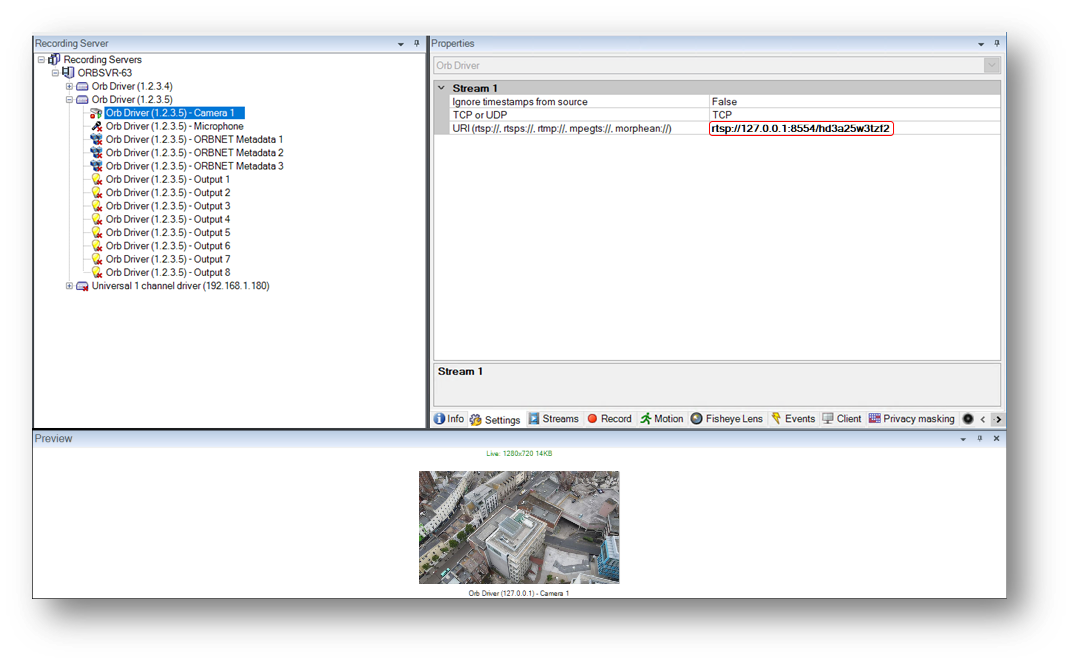 Recording Server
Recording Servers
ORBSVR-63
Orb Driver (1.2.3.4)
Orb Driver (1.2.3.5)
Orb Driver (1.2.3.5) - Camera 1
Orb Driver (1.2.3.5) - Microphone
Orb Driver (1.2.3.5) - ORBNET Metadata 1
Orb Driver (1.2.3.5) - ORBNET Metadata 2
Orb Driver (1.2.3.5) - ORBNET Metadata 3
Orb Driver (1.2.3.5) - Output 1
Orb Driver (1.2.3.5) - Output 2
Orb Driver (1.2.3.5) - Output 3
Orb Driver (1.2.3.5) - Output 4
Orb Driver (1.2.3.5) - Output 5
Orb Driver (1.2.3.5) - Output 6
Orb Driver (1.2.3.5) - Output 7
Orb Driver (1.2.3.5) - Output 8
Universal 1 channel driver (192.168.1.180)
Properties
Orb Driver
Stream 1
Ignore timestamps from source False
TCP or UDP TCP
URI (rtsp://, rtsps://, rtmp://, mpegts://, morphean://) rtsp://127.0.0.1:8554/hd3a25w3tzf2
Stream 1
Info Settings Streams Record Motion Fisheye Lens Events Client Privacy masking
Preview
Live: 1280x720 14KB
Orb Driver (127.0.0.1) - Camera 1